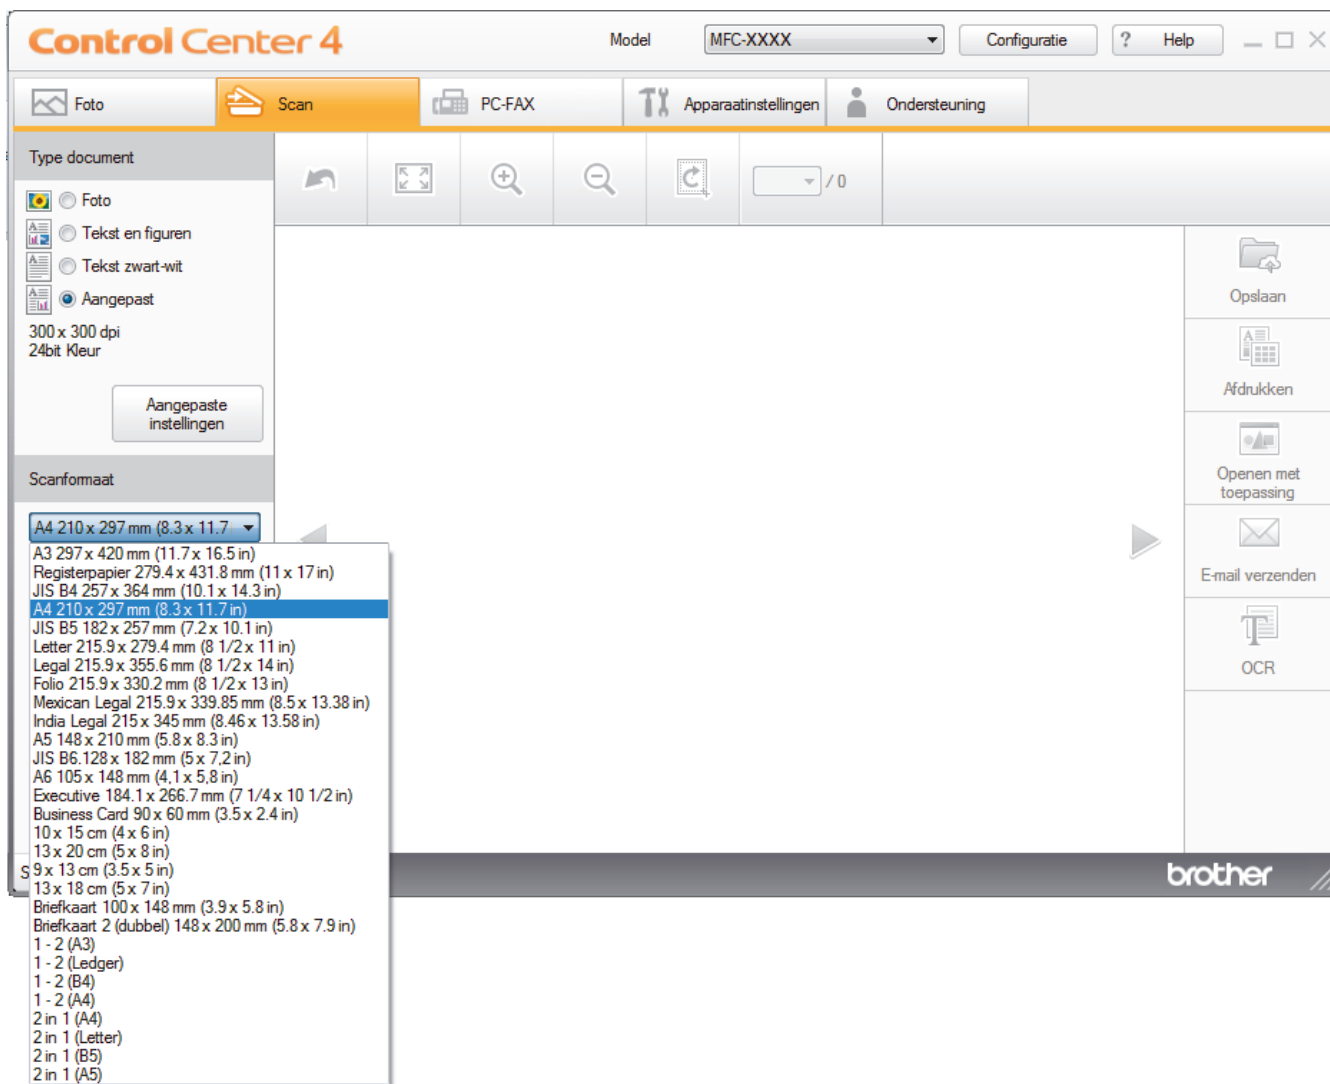 Control Center 4
Model
MFC-XXXX
Configuratie
? Help
Foto
Scan
PC-FAX
Apparaatinstellingen
Ondersteuning
Type document
Foto
Tekst en figuren
Tekst zwart-wit
Aangepast
300 x 300 dpi
24bit Kleur
Aangepaste
instellingen
/ 0
Scanformaat
A4 210 x 297 mm (8.3 x 11.7
A3 297 x 420 mm (11.7 x 16.5 in)
Registerpapier 279.4 x 431.8 mm (11 x 17 in)
JIS B4 257 x 364 mm (10.1 x 14.3 in)
A4 210 x 297 mm (8.3 x 11.7 in)
JIS B5 182 x 257 mm (7.2 x 10.1 in)
Letter 215.9 x 279.4 mm (8 1/2 x 11 in)
Legal 215.9 x 355.6 mm (8 1/2 x 14 in)
Folio 215.9 x 330.2 mm (8 1/2 x 13 in)
Mexican Legal 215.9 x 339.85 mm (8.5 x 13.38 in)
India Legal 215 x 345 mm (8.46 x 13.58 in)
A5 148 x 210 mm (5.8 x 8.3 in)
JIS B6.128 x 182 mm (5 x 7,2 in)
A6 105 x 148 mm (4,1 x 5,8 in)
Executive 184.1 x 266.7 mm (7 1/4 x 10 1/2 in)
Business Card 90 x 60 mm (3.5 x 2.4 in)
10 x 15 cm (4 x 6 in)
13 x 20 cm (5 x 8 in)
9 x 13 cm (3.5 x 5 in)
13 x 18 cm (5 x 7 in)
Briefkaart 100 x 148 mm (3.9 x 5.8 in)
Briefkaart 2 (dubbel) 148 x 200 mm (5.8 x 7.9 in)
1 - 2 (A3)
1 - 2 (Ledger)
1 - 2 (B4)
1 - 2 (A4)
2 in 1 (A4)
2 in 1 (Letter)
2 in 1 (B5)
2 in 1 (A5)
Opslaan
Afdrukken
Openen met
toepassing
E-mail verzenden
OCR
brother